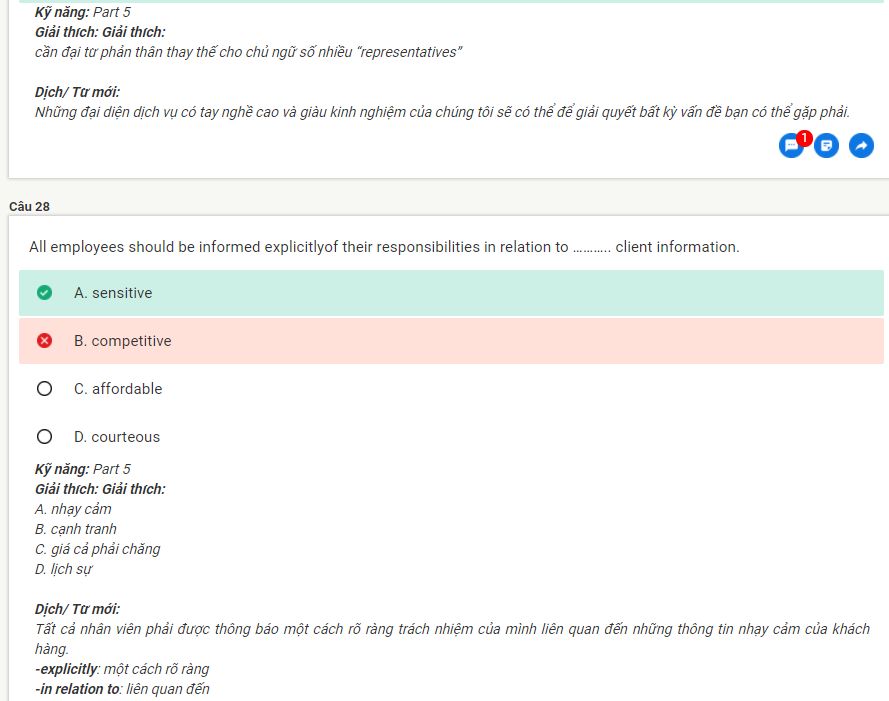 Kỹ năng: Part 5
Giải thích: Giải thích:
cần đại từ phản thân thay thế cho chủ ngữ số nhiều “representatives”
Dịch/ Từ mới:
Những đại diện dịch vụ có tay nghề cao và giàu kinh nghiệm của chúng tôi sẽ có thể để giải quyết bất kỳ vấn đề bạn có thể gặp phải.
1
Câu 28
All employees should be informed explicitlyof their responsibilities in relation to ........... client information.
A. sensitive
B. competitive
C. affordable
D. courteous
Kỹ năng: Part 5
Giải thích: Giải thích:
A. nhạy cảm
B. cạnh tranh
C. giá cả phải chăng
D. lịch sự
Dịch/ Từ mới:
Tất cả nhân viên phải được thông báo một cách rõ ràng trách nhiệm của mình liên quan đến những thông tin nhạy cảm của khách
hàng.
-explicitly: một cách rõ ràng
-in relation to: liên quan đến